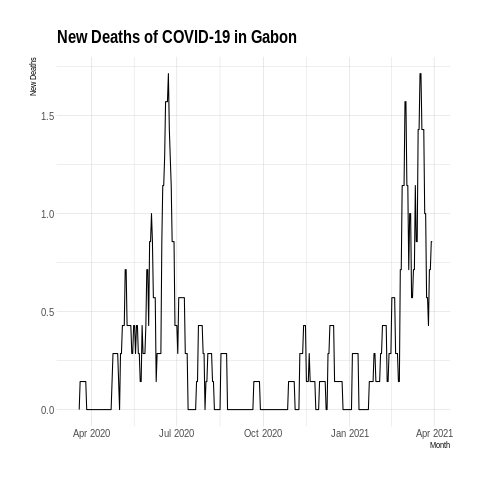 New Deaths of COVID-19 in Gabon
New Deaths
1.5
1.0
0.5
0.0
Apr 2020 Jul 2020 Oct 2020 Jan 2021 Apr 2021
Month